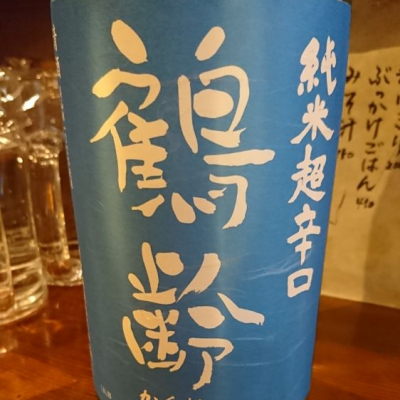 純米超辛口
鶴齢
ぶっかけごはん
みそ汁